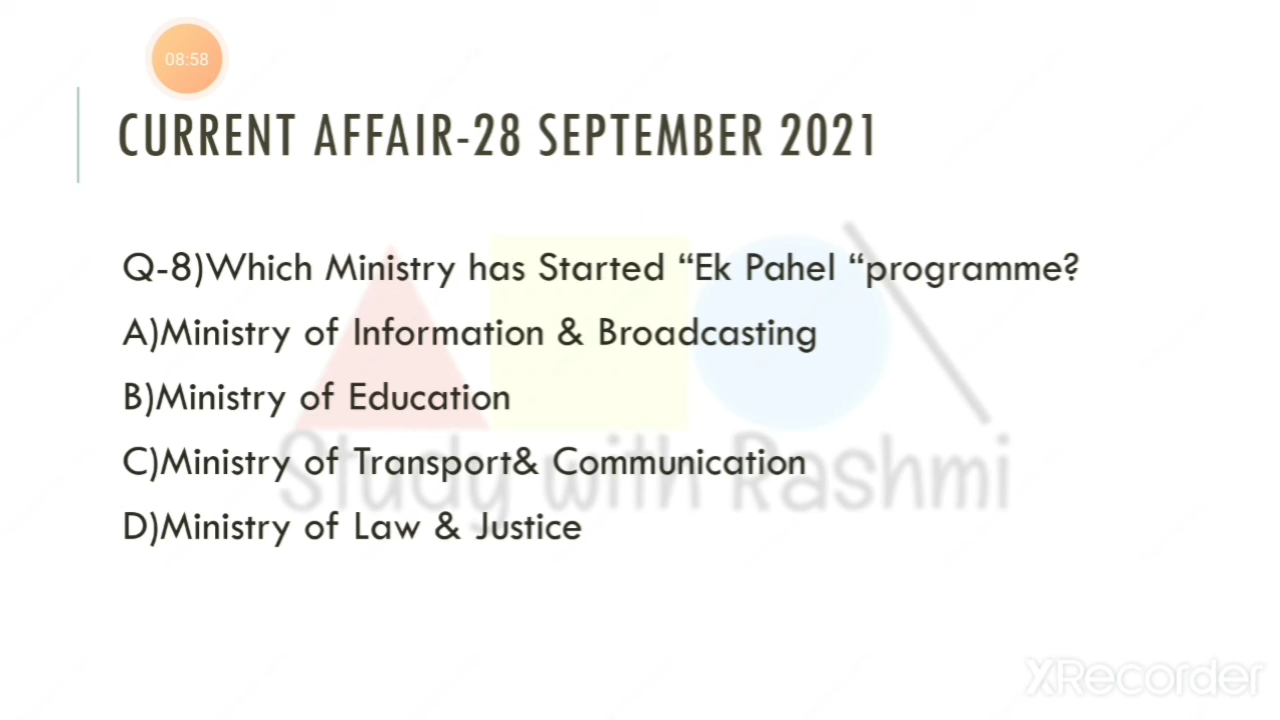 08:58
CURRENT AFFAIR-28 SEPTEMBER 2021
Q-8)Which Ministry has Started “Ek Pahel “programme?
A)Ministry of Information & Broadcasting
B)Ministry of Education
C)Ministry of Transport& Communication
Study with Rashmi
D)Ministry of Law & Justice
XRecorder